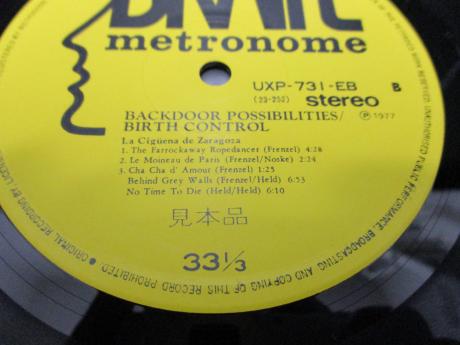 metronome
UXP-731-EB B
(23-252) stereo
BACKDOOR POSSIBILITIES/ ℗ 1977
BIRTH CONTROL
La Cigüena de Zaragoza
1. The Farrockaway Ropedancer (Frenzel) 4:28
2. Le Moineau de Paris (Frenzel/Noske) 2:24
3. Cha Cha d' Amour (Frenzel) 1:25
Behind Grey Walls (Frenzel/Held) 6:53
No Time To Die (Held/Held) 6:10
見本品
33 1/3
PUBLIC PERFORMANCE, BROADCASTING AND COPYING OF THIS RECORD PROHIBITED. • ORIGINAL RECORDING BY